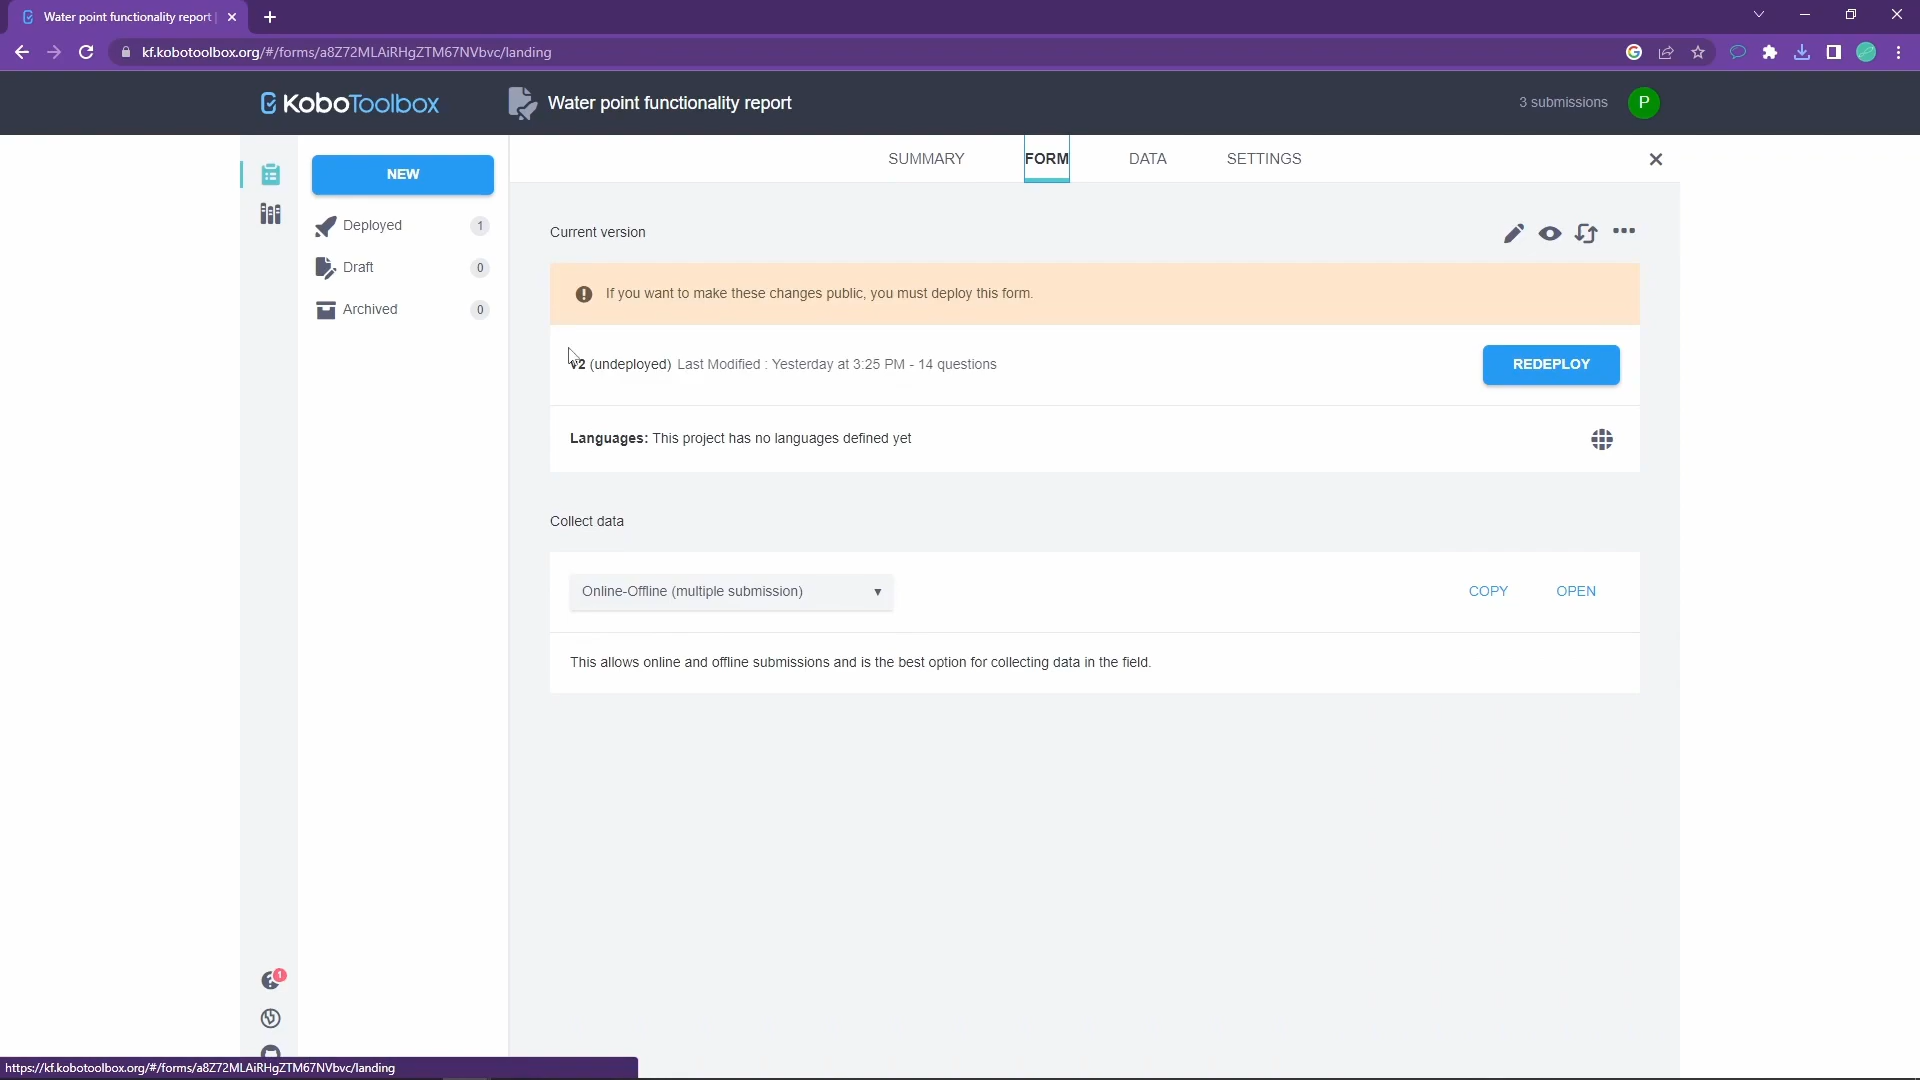 Water point functionality report |
kf.kobotoolbox.org/#/forms/a8Z72MLAiRHgZTM67NVbvc/landing
KoboToolbox
Water point functionality report
3 submissions
P
SUMMARY
FORM
DATA
SETTINGS
NEW
Deployed
1
Draft
0
Archived
0
Current version
If you want to make these changes public, you must deploy this form.
v2 (undeployed) Last Modified : Yesterday at 3:25 PM - 14 questions
REDEPLOY
Languages: This project has no languages defined yet
Collect data
Online-Offline (multiple submission)
COPY
OPEN
This allows online and offline submissions and is the best option for collecting data in the field.
1
https://kf.kobotoolbox.org/#/forms/a8Z72MLAiRHgZTM67NVbvc/landing